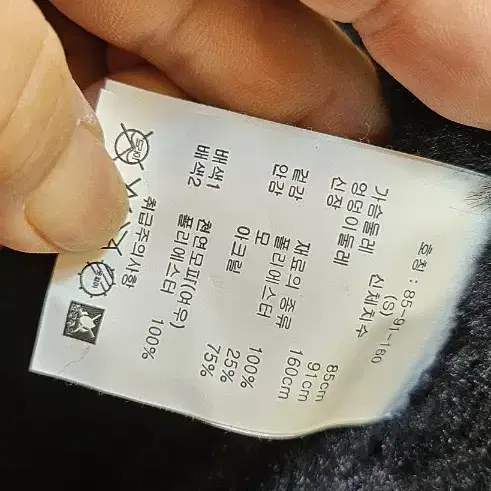 호칭 : 85-91-160
(S)
신체치수
가슴둘레 85cm
엉덩이둘레 91cm
신장 160cm
재료의 종류
겉감 폴리에스터 100%
안감 모 25%
아크릴 75%
배색1 천연모피(여우)
배색2 폴리에스터 100%
취급주의사항